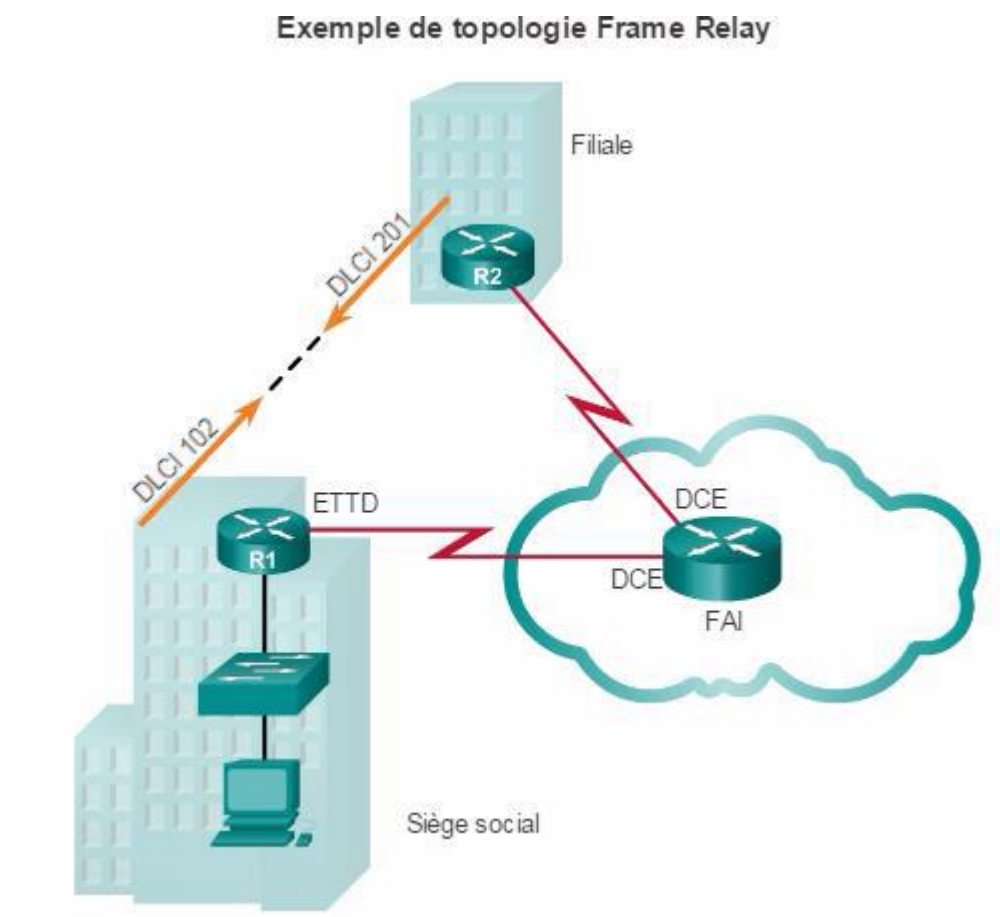 Exemple de topologie Frame Relay
Filiale
DLCI 201
R2
DLCI 102
ETTD
DCE
R1
DCE
FAI
Siège social